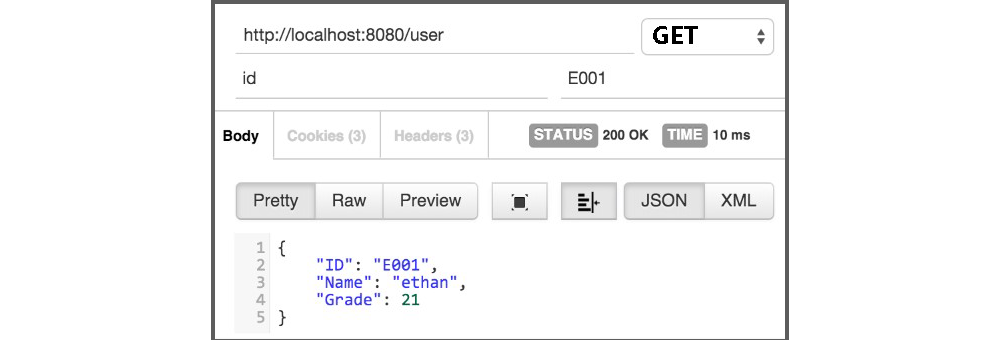 http://localhost:8080/user GET
id E001
Body Cookies (3) Headers (3) STATUS 200 OK TIME 10 ms
Pretty Raw Preview JSON XML
1 {
2 "ID": "E001",
3 "Name": "ethan",
4 "Grade": 21
5 }